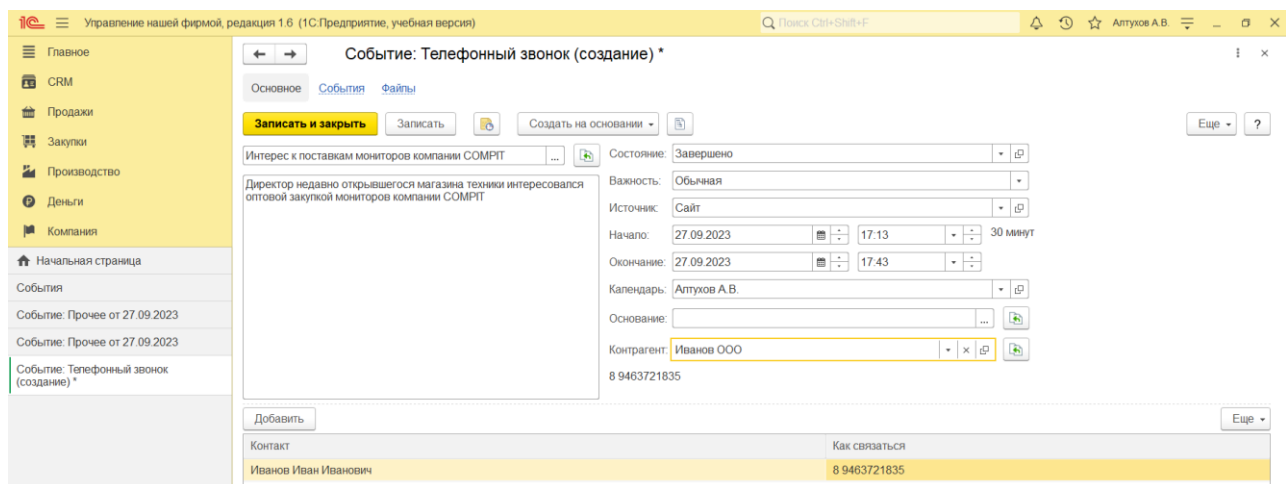 1С Управление нашей фирмой, редакция 1.6 (1С:Предприятие, учебная версия) Поиск Ctrl+Shift+F Аптухов А.В.
Главное
CRM
Продажи
Закупки
Производство
Деньги
Компания
Начальная страница
События
Событие: Прочее от 27.09.2023
Событие: Прочее от 27.09.2023
Событие: Телефонный звонок
(создание) *
Событие: Телефонный звонок (создание) *
Основное События Файлы
Записать и закрыть Записать Создать на основании Еще ?
Интерес к поставкам мониторов компании COMPIT ...
Директор недавно открывшегося магазина техники интересовался
оптовой закупкой мониторов компании COMPIT
Состояние: Завершено
Важность: Обычная
Источник: Сайт
Начало: 27.09.2023 17:13 30 минут
Окончание: 27.09.2023 17:43
Календарь: Аптухов А.В.
Основание: ...
Контрагент: Иванов ООО
8 9463721835
Добавить Еще
Контакт Как связаться
Иванов Иван Иванович 8 9463721835